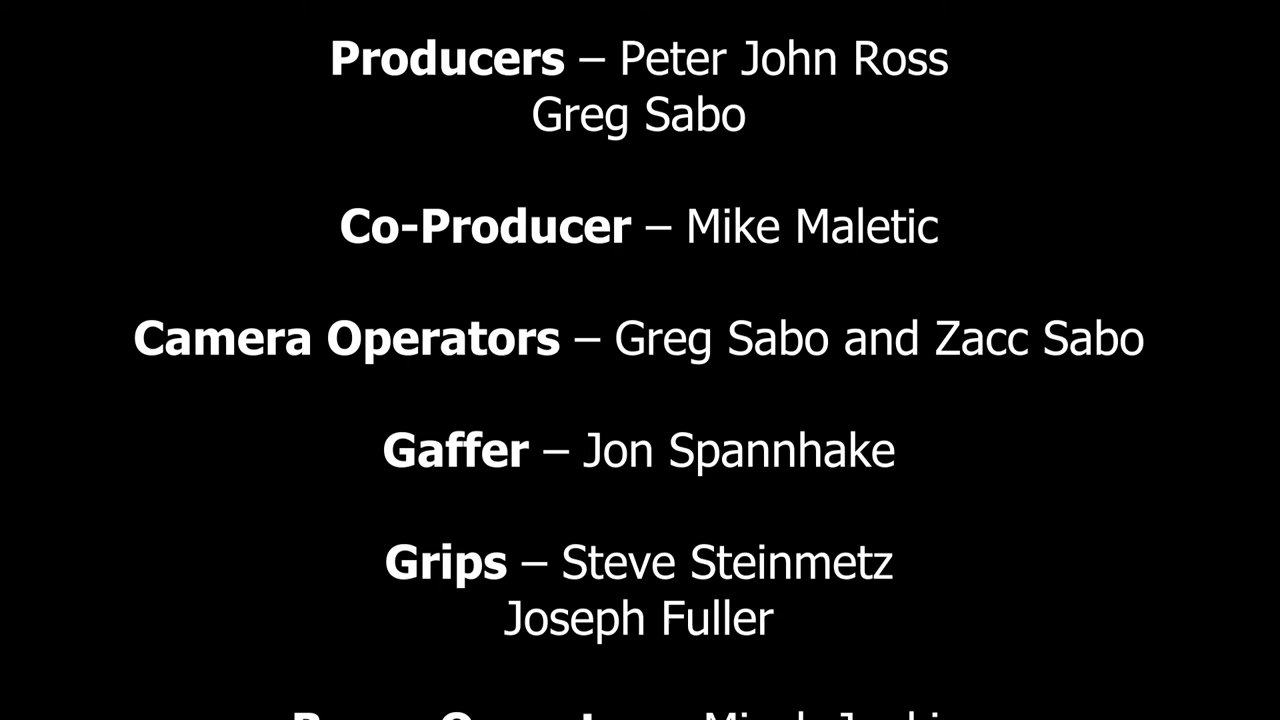 Producers – Peter John Ross
Greg Sabo
Co-Producer – Mike Maletic
Camera Operators – Greg Sabo and Zacc Sabo
Gaffer – Jon Spannhake
Grips – Steve Steinmetz
Joseph Fuller